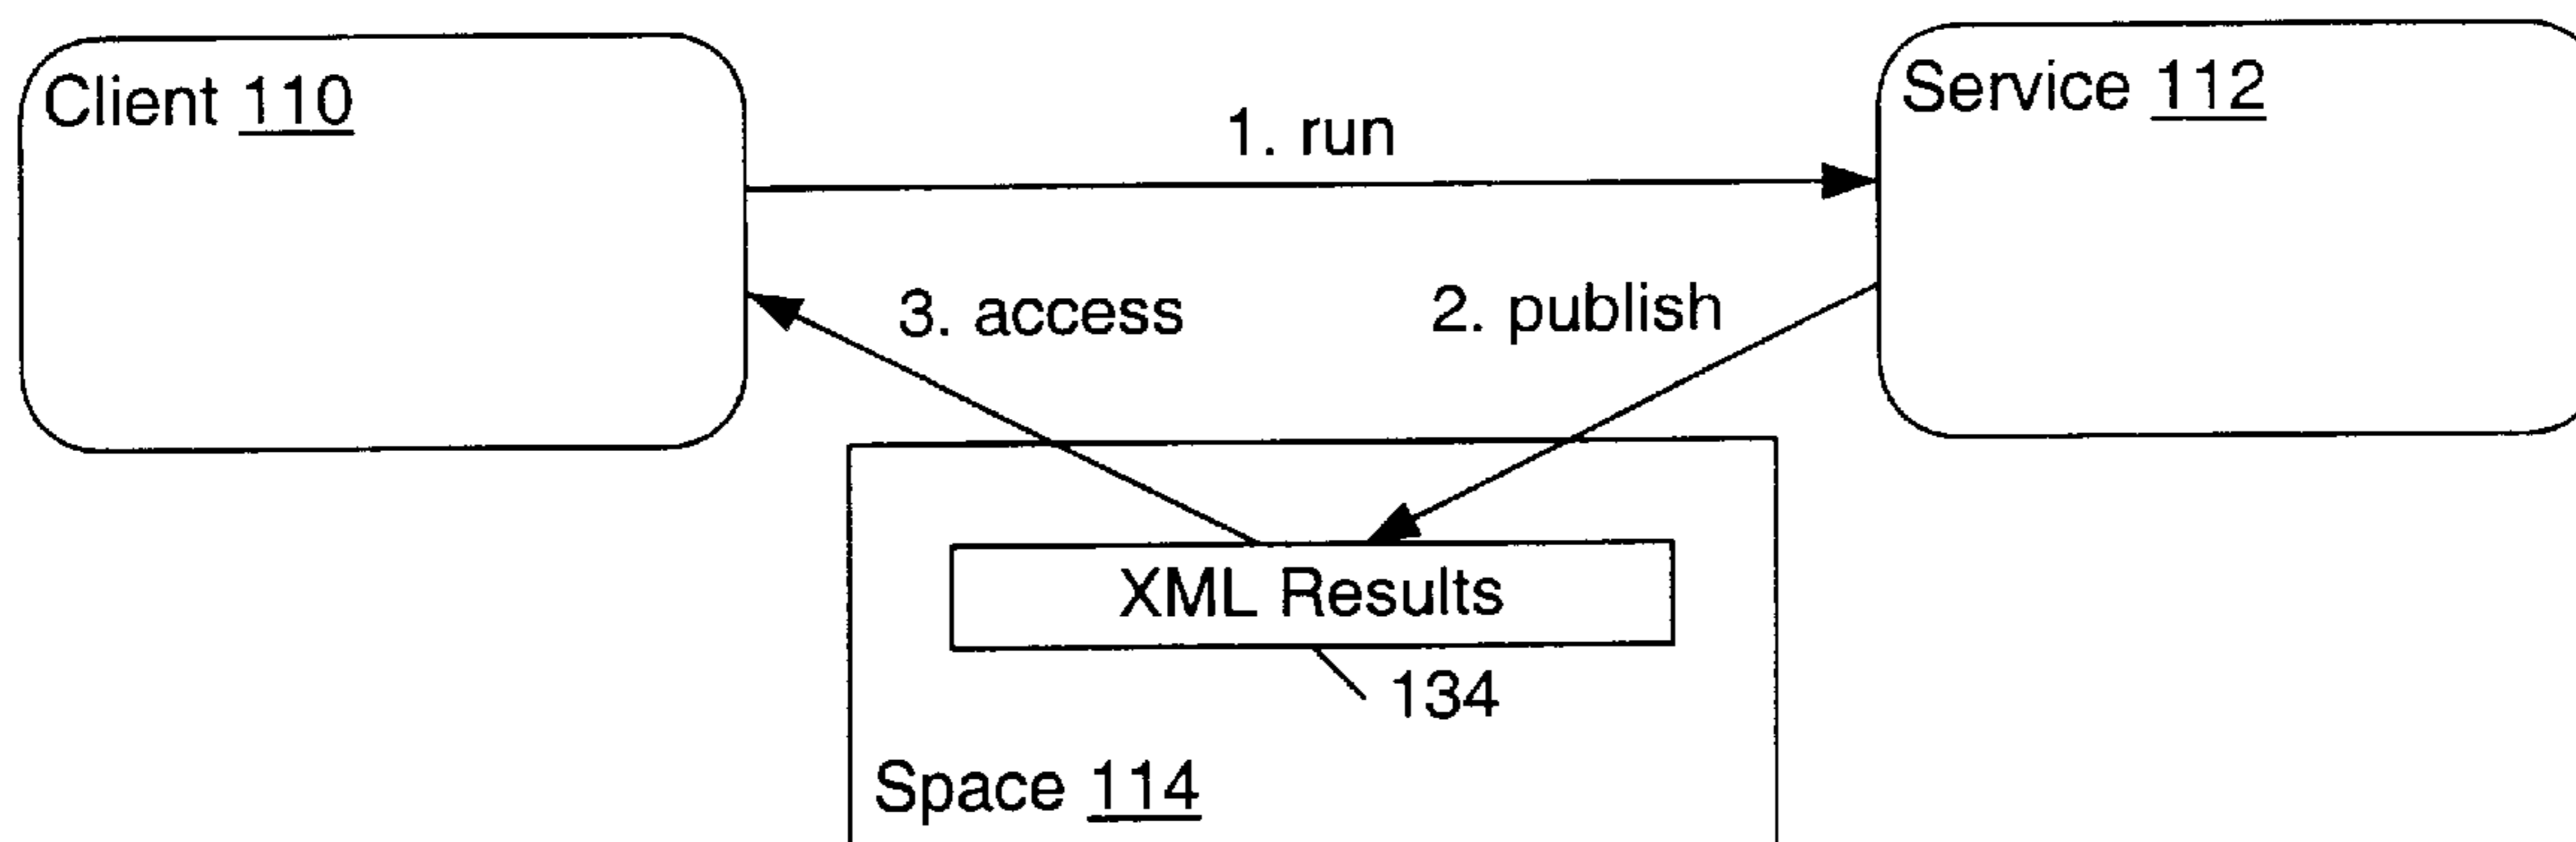 Client 110
Service 112
1. run
3. access
2. publish
XML Results
134
Space 114